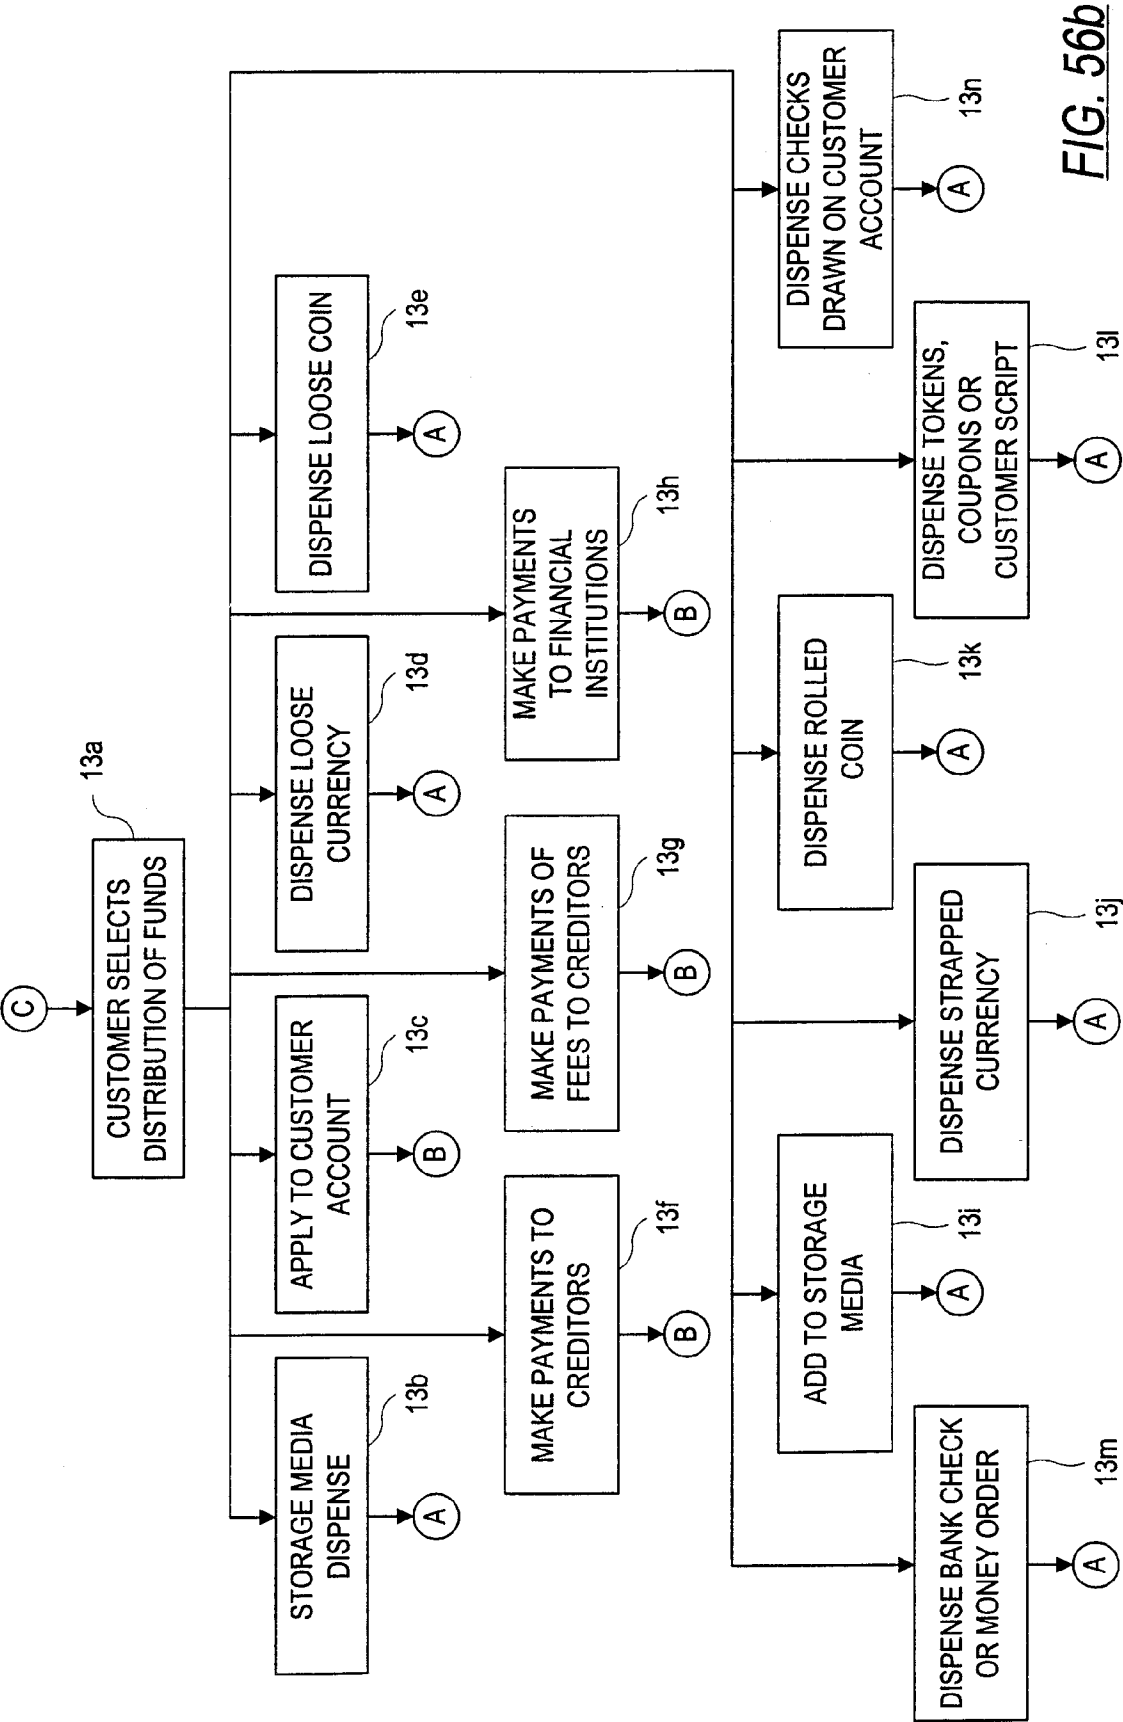 C
CUSTOMER SELECTS
DISTRIBUTION OF FUNDS
13a
STORAGE MEDIA
DISPENSE
13b
A
APPLY TO CUSTOMER
ACCOUNT
13c
B
DISPENSE LOOSE
CURRENCY
13d
A
DISPENSE LOOSE COIN
13e
A
MAKE PAYMENTS TO
CREDITORS
13f
B
MAKE PAYMENTS OF
FEES TO CREDITORS
13g
B
MAKE PAYMENTS
TO FINANCIAL
INSTITUTIONS
13h
B
ADD TO STORAGE
MEDIA
13i
A
DISPENSE ROLLED
COIN
13k
A
DISPENSE CHECKS
DRAWN ON CUSTOMER
ACCOUNT
13n
A
DISPENSE BANK CHECK
OR MONEY ORDER
13m
A
DISPENSE STRAPPED
CURRENCY
13j
A
DISPENSE TOKENS,
COUPONS OR
CUSTOMER SCRIPT
13l
A
FIG. 56b